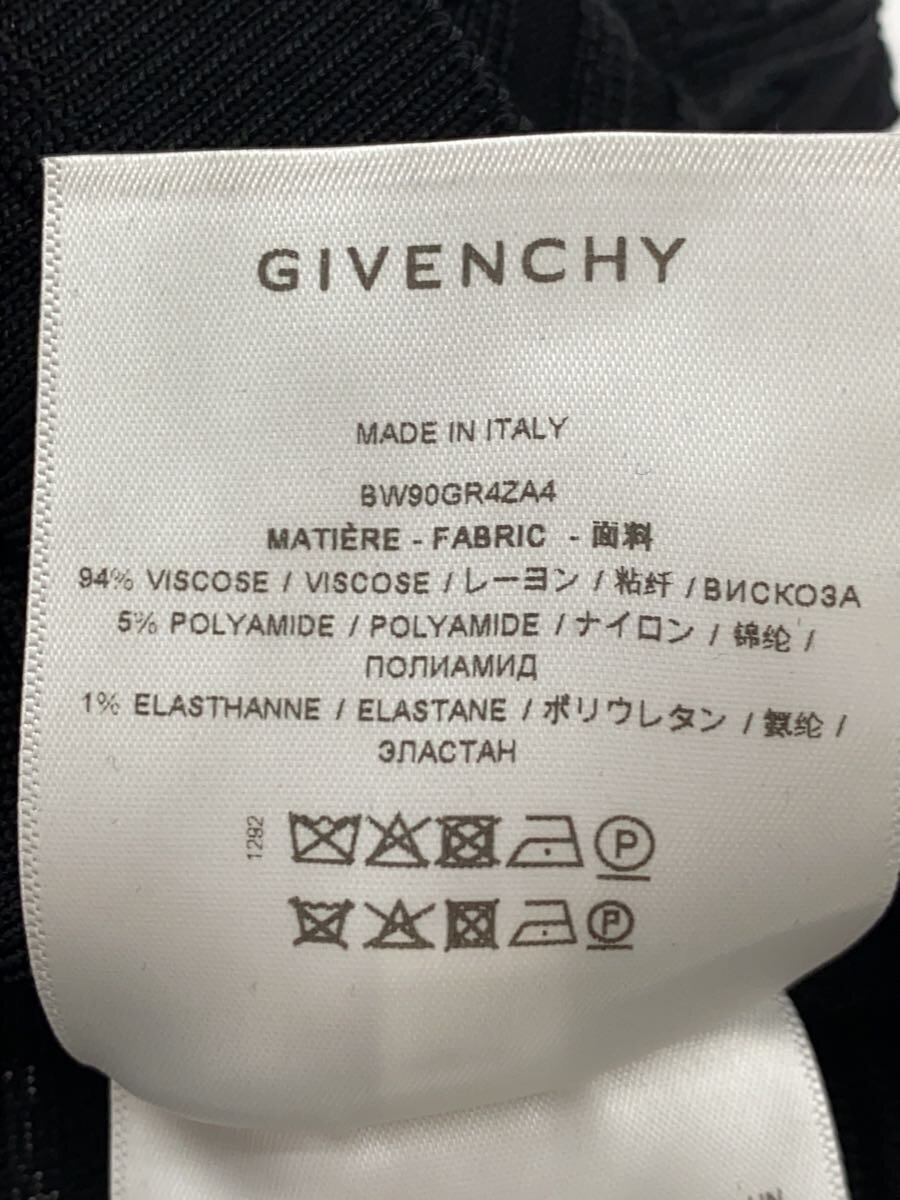 GIVENCHY
MADE IN ITALY
BW90GR4ZA4
MATIÈRE - FABRIC - 面料
94% VISCOSE / VISCOSE / レーヨン / 粘纤 / ВИСКОЗА
5% POLYAMIDE / POLYAMIDE / ナイロン / 锦纶 /
ПОЛИАМИД
1% ELASTHANNE / ELASTANE / ポリウレタン / 氨纶 /
ЭЛАСТАН
1292
P
P